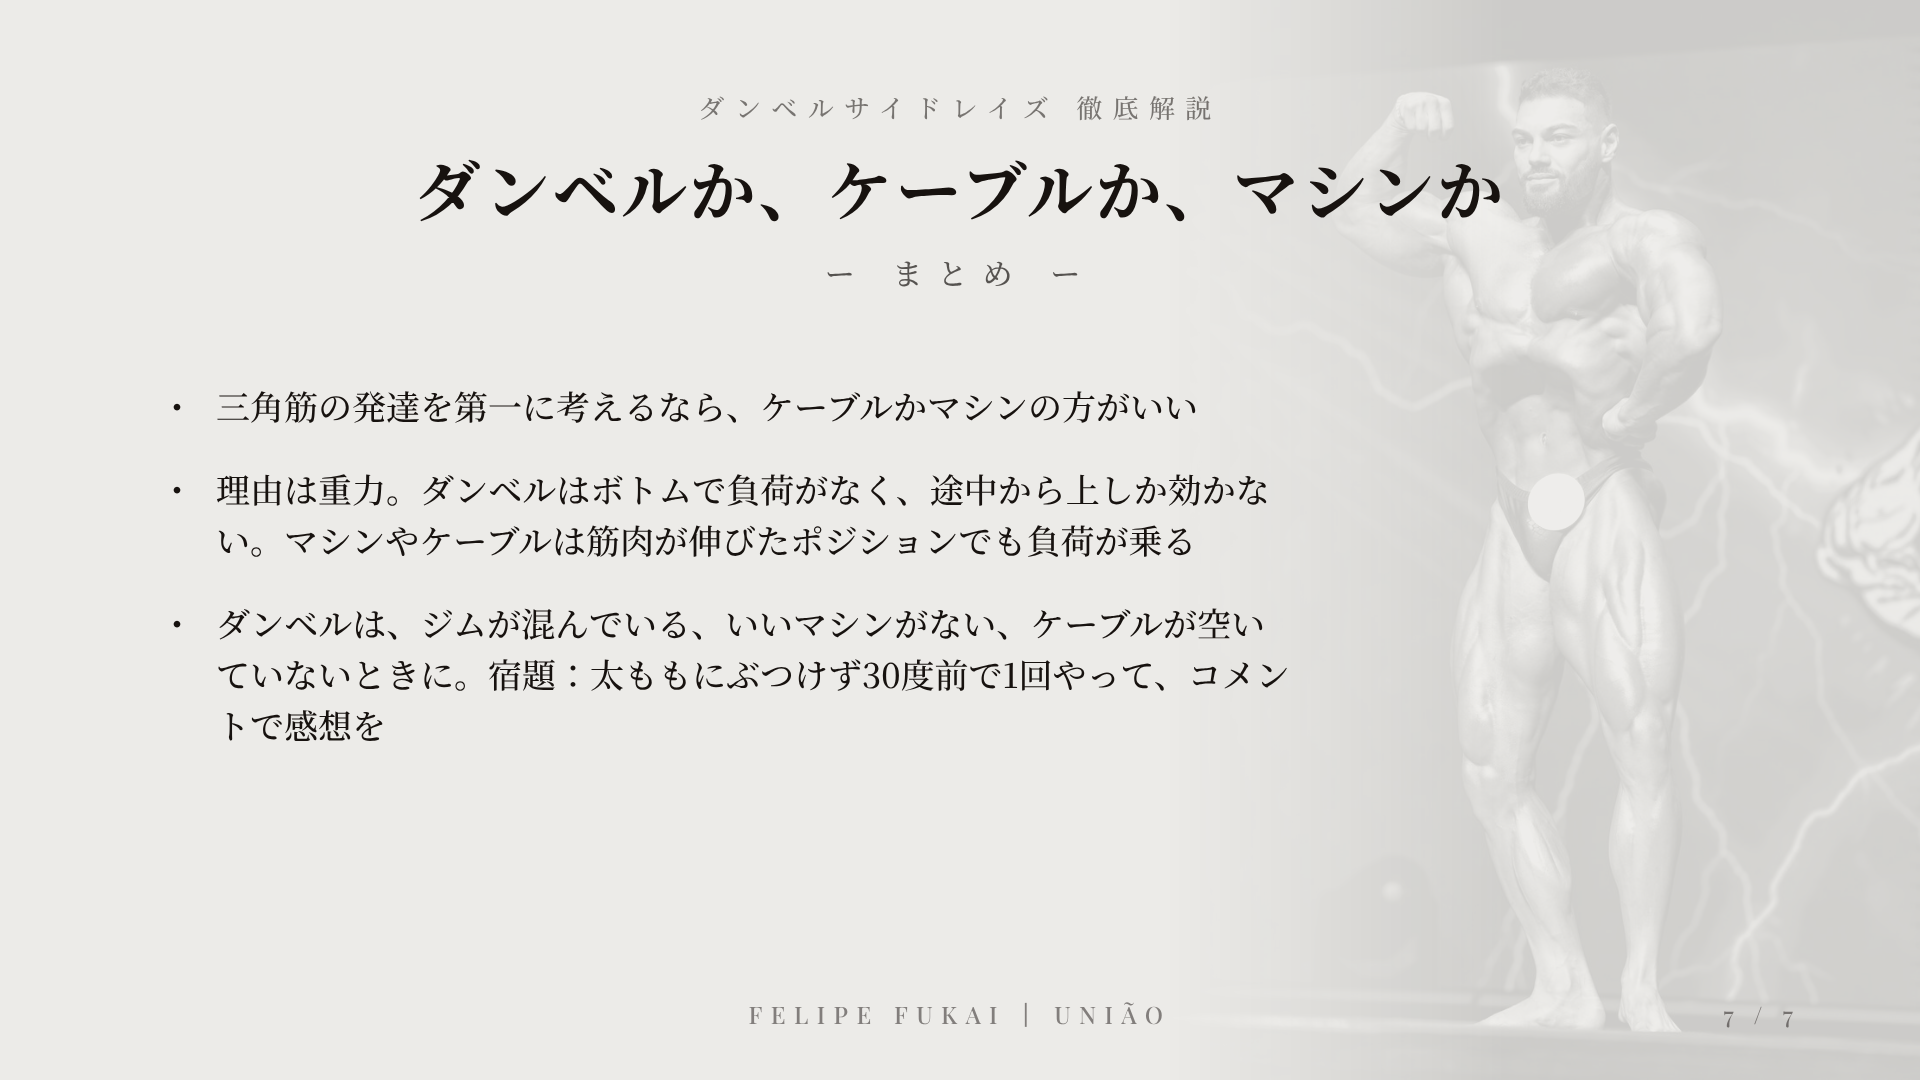 ダンベルサイドレイズ 徹底解説
ダンベルか、ケーブルか、マシンか
ー まとめ ー
・ 三角筋の発達を第一に考えるなら、ケーブルかマシンの方がいい
・ 理由は重力。ダンベルはボトムで負荷がなく、途中から上しか効かな
い。マシンやケーブルは筋肉が伸びたポジションでも負荷が乗る
・ ダンベルは、ジムが混んでいる、いいマシンがない、ケーブルが空い
ていないときに。宿題：太ももにぶつけず30度前で1回やって、コメン
トで感想を
FELIPE FUKAI | UNIÃO
7 / 7